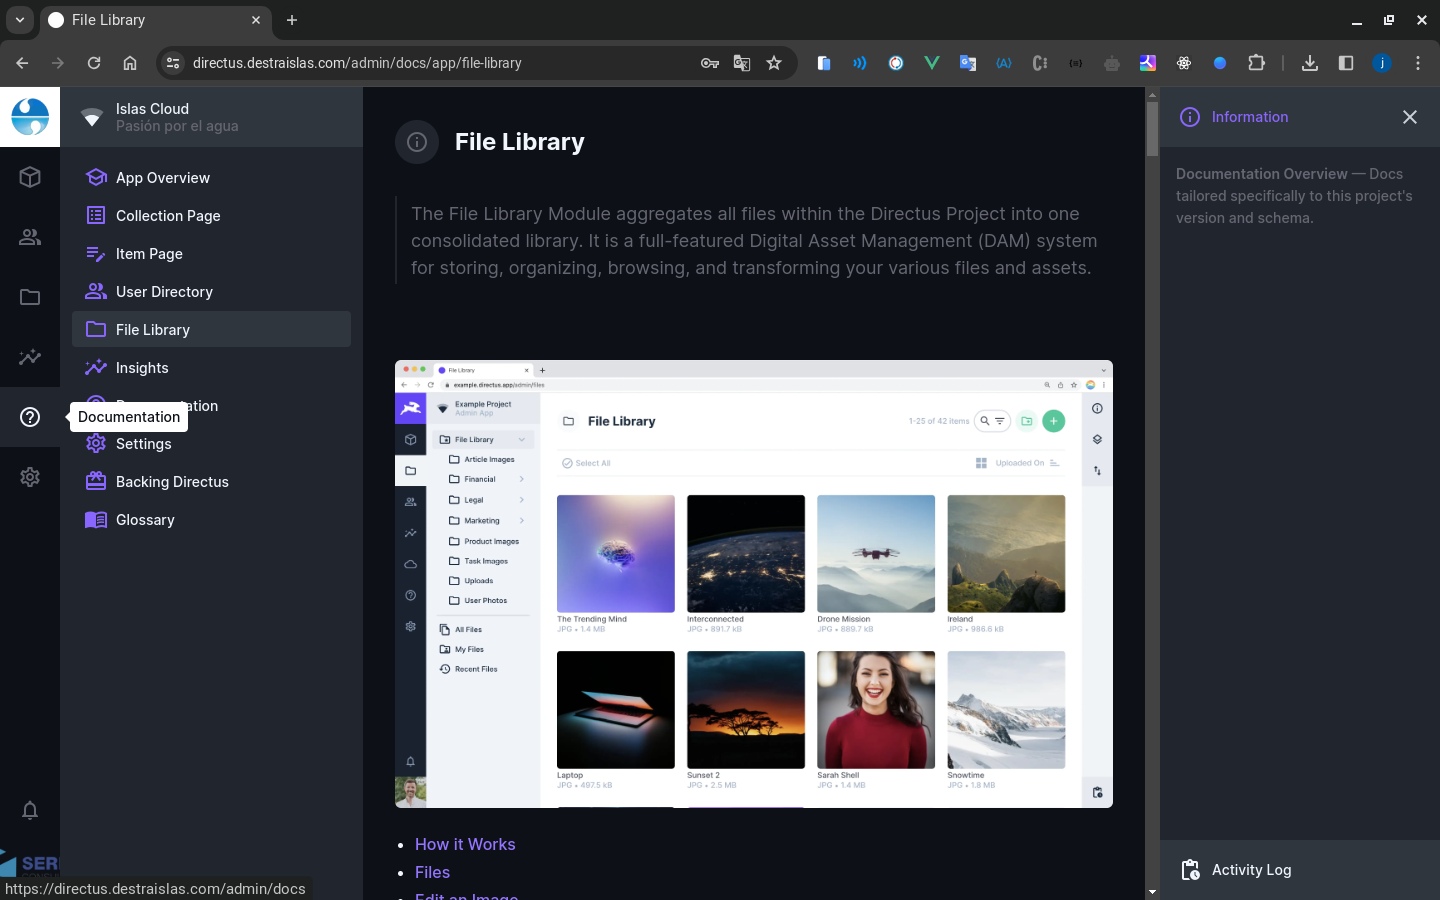 File Library
directus.destraislas.com/admin/docs/app/file-library
Islas Cloud
Pasión por el agua
App Overview
Collection Page
Item Page
User Directory
File Library
Insights
Documentation
Settings
Backing Directus
Glossary
https://directus.destraislas.com/admin/docs
File Library
The File Library Module aggregates all files within the Directus Project into one
consolidated library. It is a full-featured Digital Asset Management (DAM) system
for storing, organizing, browsing, and transforming your various files and assets.
File Library
example.directus.app/admin/files
Example Project
Admin App
File Library
Article Images
Financial
Legal
Marketing
Product Images
Task Images
Uploads
User Photos
All Files
My Files
Recent Files
File Library
1-25 of 42 items
Select All
Uploaded On
The Trending Mind
JPG • 1.4 MB
Interconnected
JPG • 891.7 kB
Drone Mission
JPG • 889.7 kB
Ireland
JPG • 986.6 kB
Laptop
JPG • 497.5 kB
Sunset 2
JPG • 2.5 MB
Sarah Shell
JPG • 1.4 MB
Snowtime
JPG • 1.8 MB
How it Works
Files
Edit an Image
Information
Documentation Overview — Docs
tailored specifically to this project's
version and schema.
Activity Log